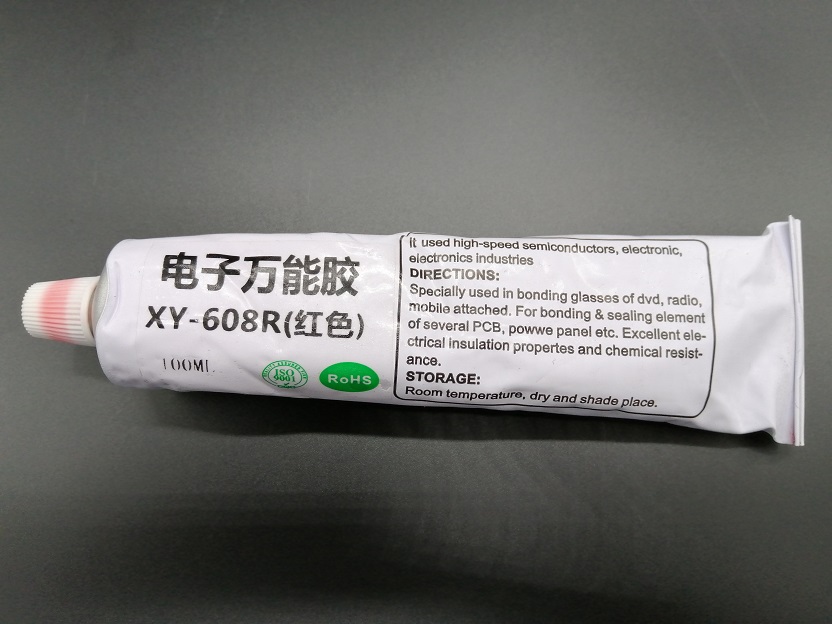 电子万能胶
XY-608R(红色)
100ML
ISO
9001
RoHS
It used high-speed semiconductors, electronic,
electronics industries
DIRECTIONS:
Specially used in bonding glasses of dvd, radio,
mobile attached. For bonding & sealing element
of several PCB, powwe panel etc. Excellent ele-
ctrical insulation propertes and chemical resist-
ance.
STORAGE:
Room temperature, dry and shade place.